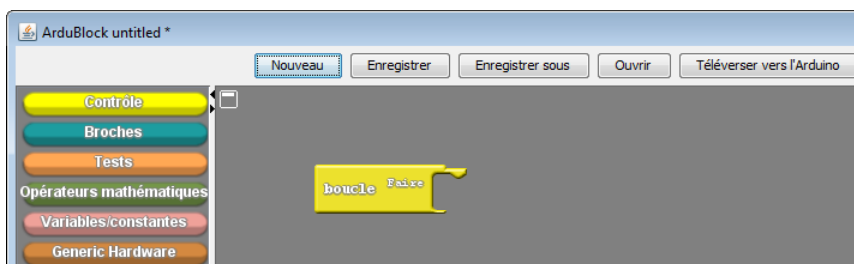 ArduBlock untitled *
Nouveau Enregistrer Enregistrer sous Ouvrir Téléverser vers l'Arduino
Contrôle
Broches
Tests
Opérateurs mathématiques
Variables/constantes
Generic Hardware
boucle Faire